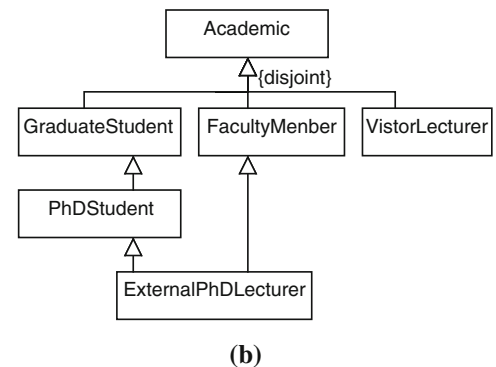 Academic
{disjoint}
GraduateStudent
FacultyMenber
VistorLecturer
PhDStudent
ExternalPhDLecturer
(b)